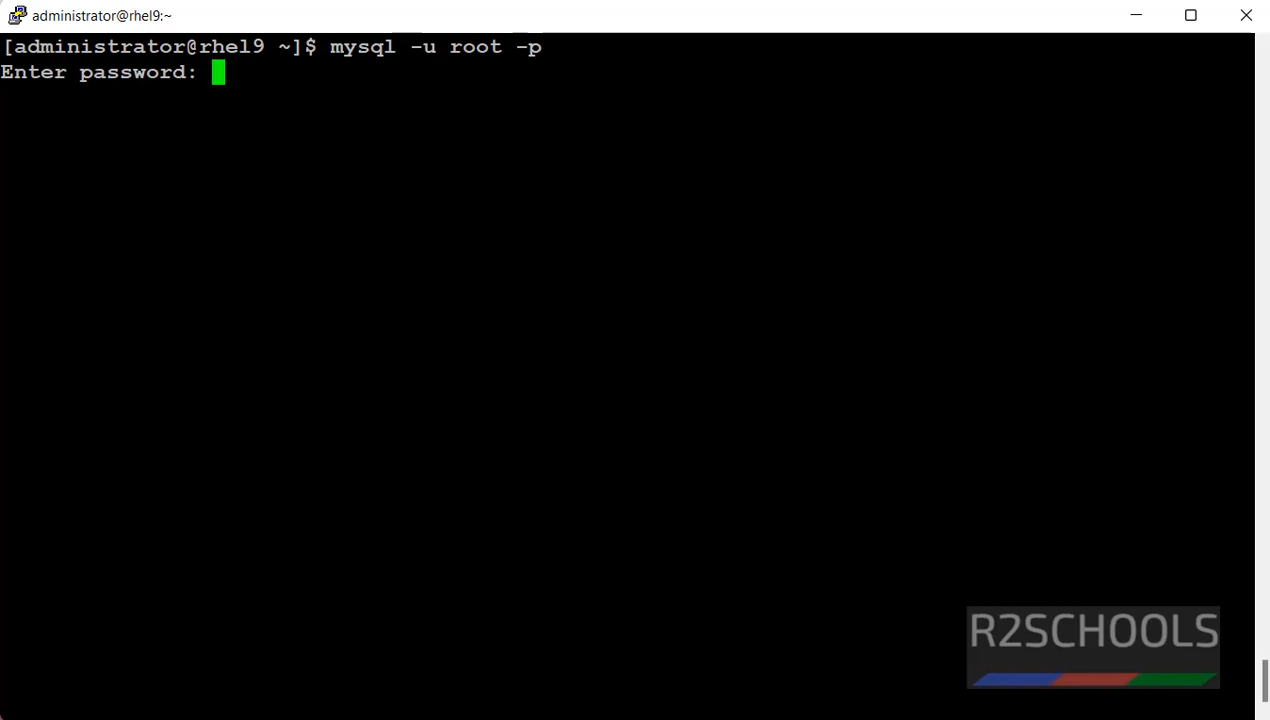 administrator@rhel9:~
[administrator@rhel9 ~]$ mysql -u root -p
Enter password:
R2SCHOOLS